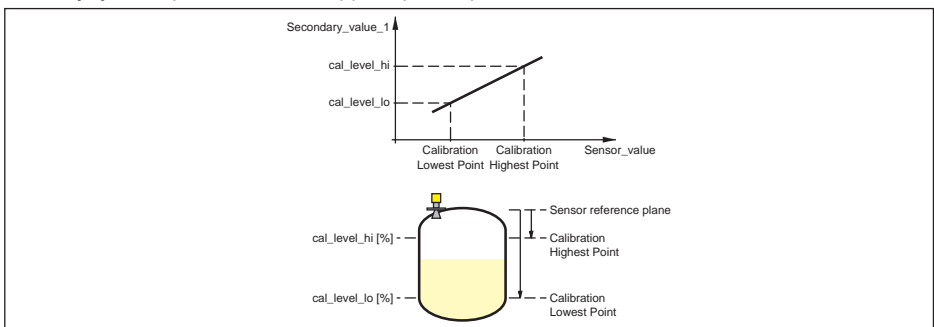 Secondary_value_1
cal_level_hi
cal_level_lo
Calibration
Lowest Point
Calibration
Highest Point
Sensor_value
Sensor reference plane
cal_level_hi [%]
Calibration
Highest Point
cal_level_lo [%]
Calibration
Lowest Point